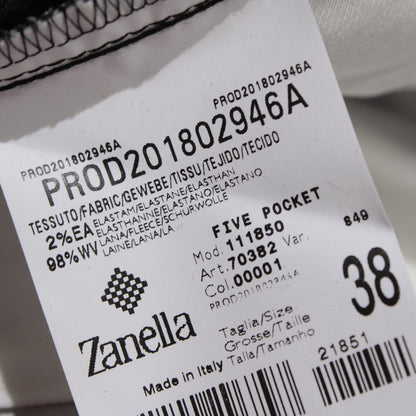 PROD201802946A
PROD201802946A
PROD201802946A
TESSUTO/FABRIC/GEWEBE/TISSU/TEJIDO/TECIDO
2%EA ELASTAM/ELASTANE/ELASTHAN
ELASTHANNE/ELASTANO/ELASTANO
98%WV LANA/FLEECE/SCHURWOLLE
LAINE/LANA/LA
FIVE POCKET
Mod. 111850
Art. 70382 Var. 849
Col. 00001
Zanella
Taglia/Size
Grosse/Taille
Talla/Tamanho
38
Made in Italy
21851